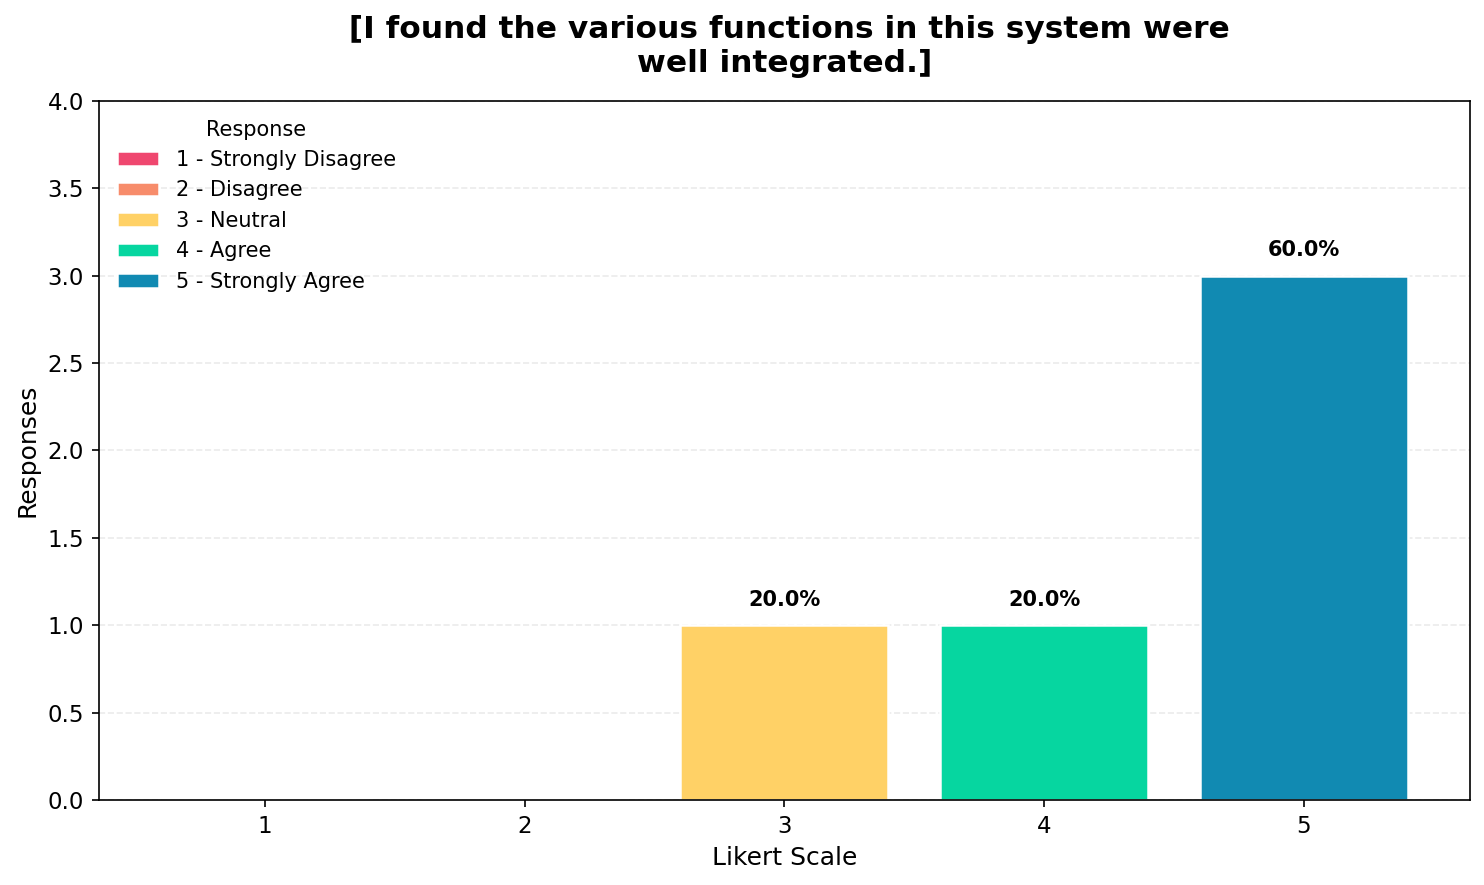 [I found the various functions in this system were
well integrated.]
4.0
3.5
3.0
2.5
2.0
1.5
1.0
0.5
0.0
Responses
Response
1 - Strongly Disagree
2 - Disagree
3 - Neutral
4 - Agree
5 - Strongly Agree
20.0%
20.0%
60.0%
1
2
3
4
5
Likert Scale